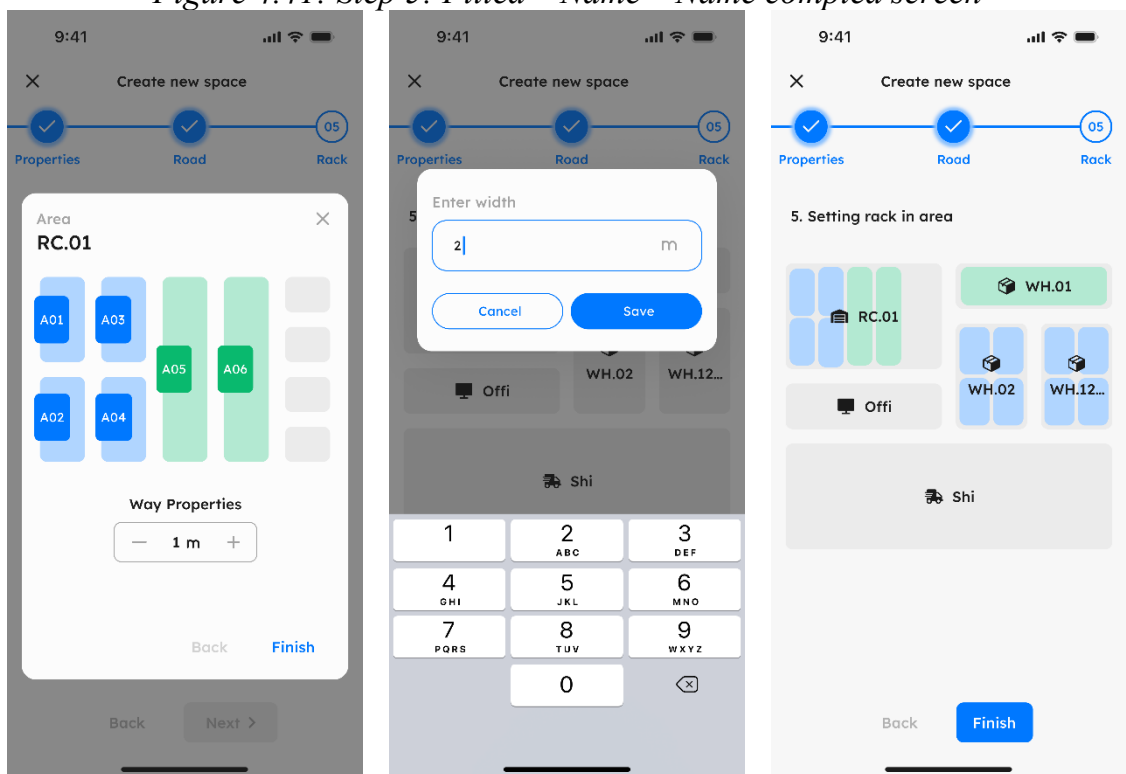 Figure 4.41: Step 5: Filled – Name – Name complted screen
9:41
Create new space
05
Properties
Road
Rack
Area
RC.01
A01
A03
A05
A06
A02
A04
Way Properties
1 m
Back
Finish
Back
Next >
9:41
Create new space
05
Properties
Road
Rack
5
Enter width
2
m
Cancel
Save
WH.02
WH.12...
Offi
Shi
1
2
ABC
3
DEF
4
GHI
5
JKL
6
MNO
7
PQRS
8
TUV
9
WXYZ
0
9:41
Create new space
05
Properties
Road
Rack
5. Setting rack in area
WH.01
RC.01
WH.02
WH.12...
Offi
Shi
Back
Finish